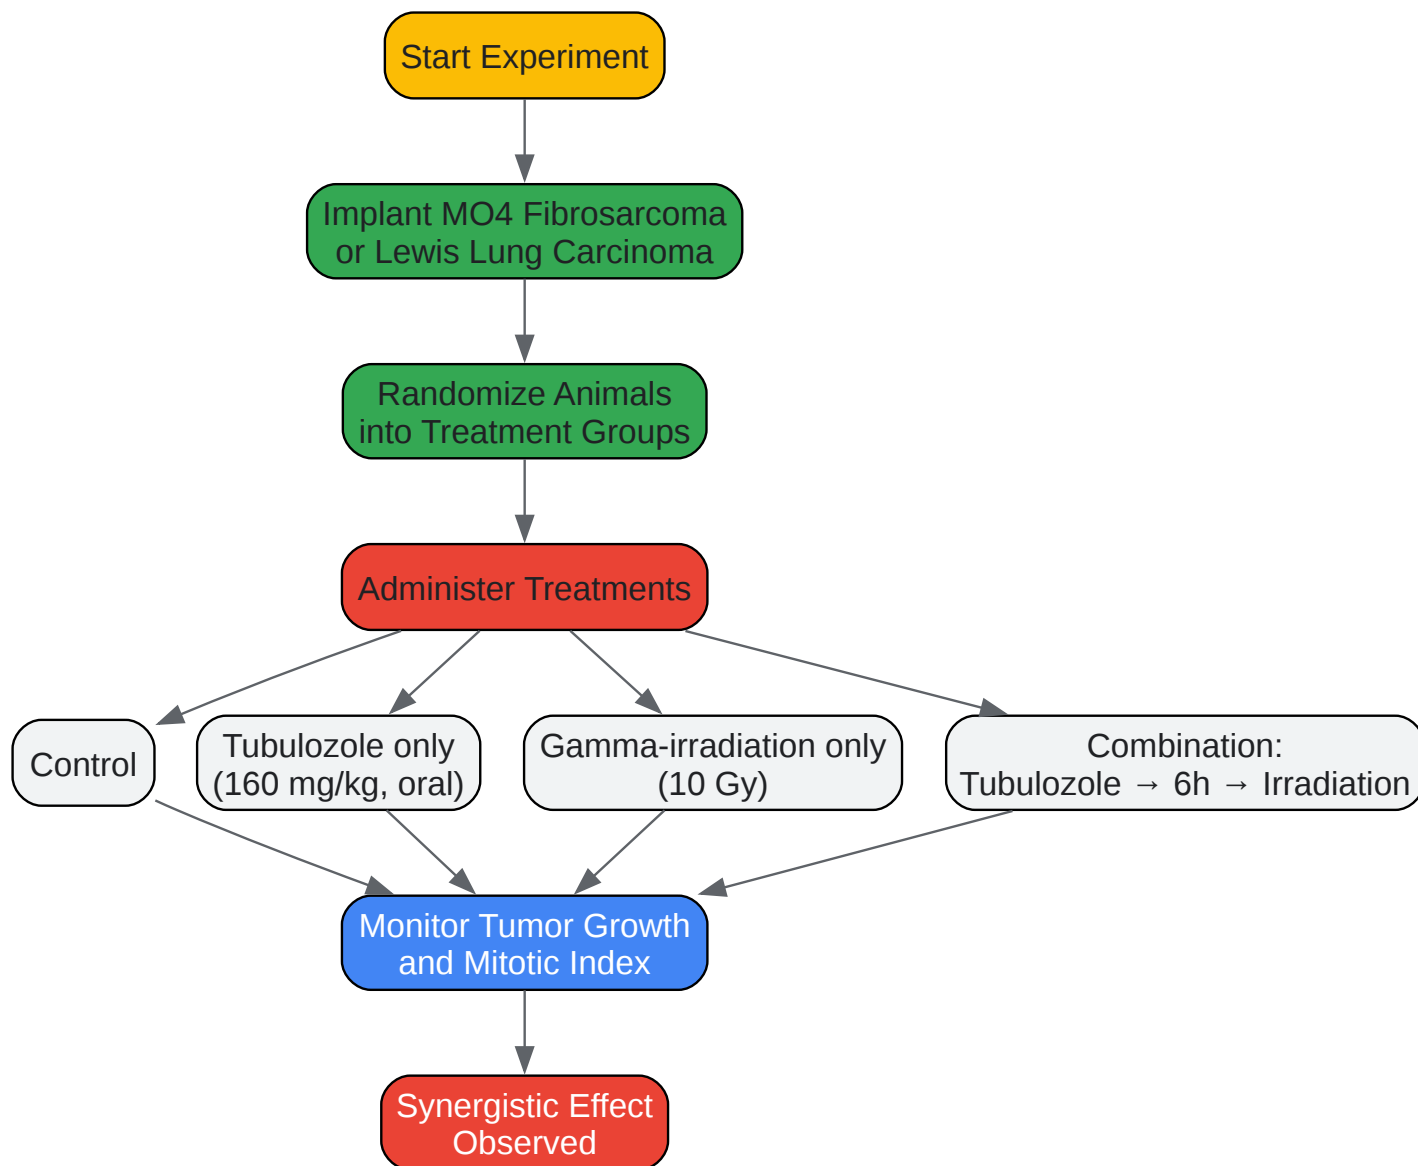 Start Experiment
Implant MO4 Fibrosarcoma
or Lewis Lung Carcinoma
Randomize Animals
into Treatment Groups
Administer Treatments
Control
Tubulozole only
(160 mg/kg, oral)
Gamma-irradiation only
(10 Gy)
Combination:
Tubulozole → 6h → Irradiation
Monitor Tumor Growth
and Mitotic Index
Synergistic Effect
Observed